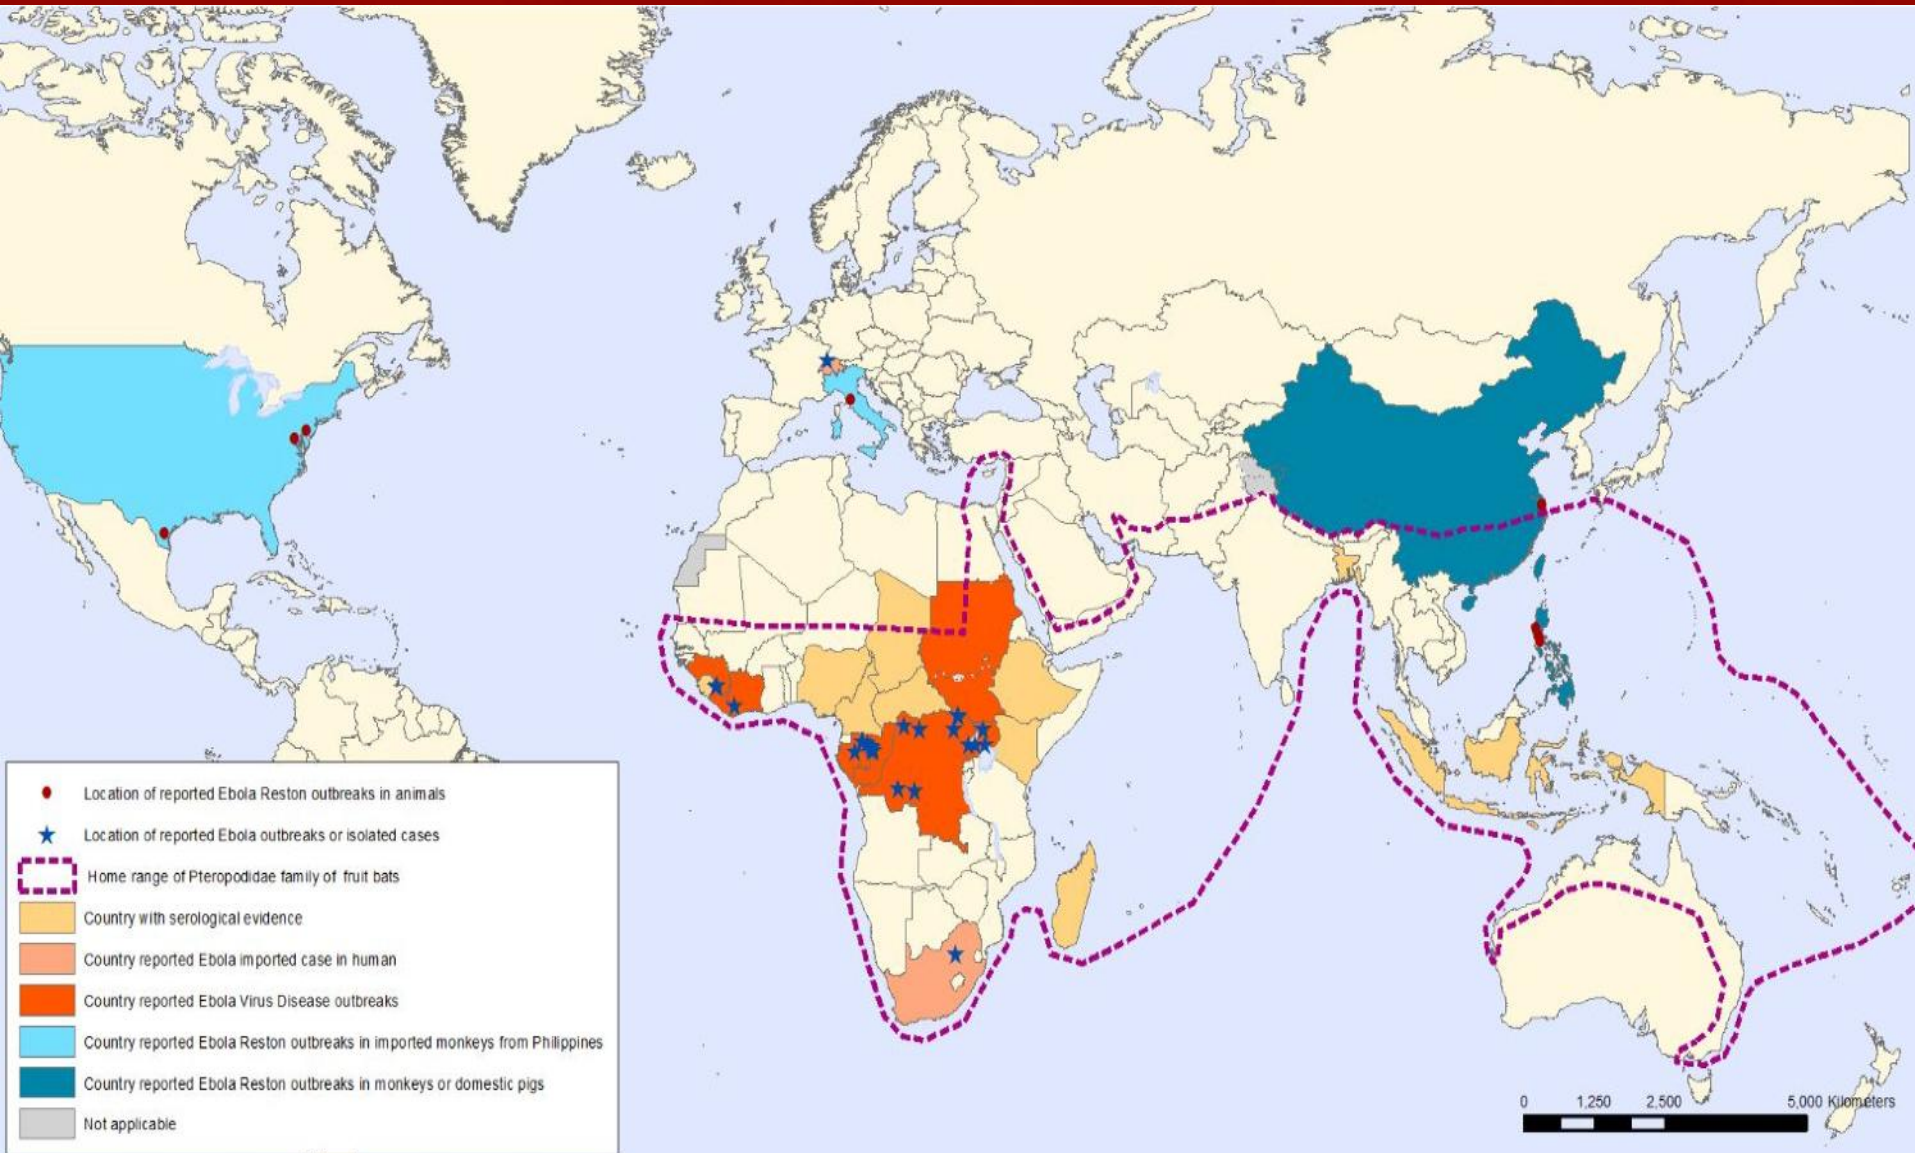 Location of reported Ebola Reston outbreaks in animals
Location of reported Ebola outbreaks or isolated cases
Home range of Pteropodidae family of fruit bats
Country with serological evidence
Country reported Ebola imported case in human
Country reported Ebola Virus Disease outbreaks
Country reported Ebola Reston outbreaks in imported monkeys from Philippines
Country reported Ebola Reston outbreaks in monkeys or domestic pigs
Not applicable
0 1,250 2,500 5,000 Kilometers